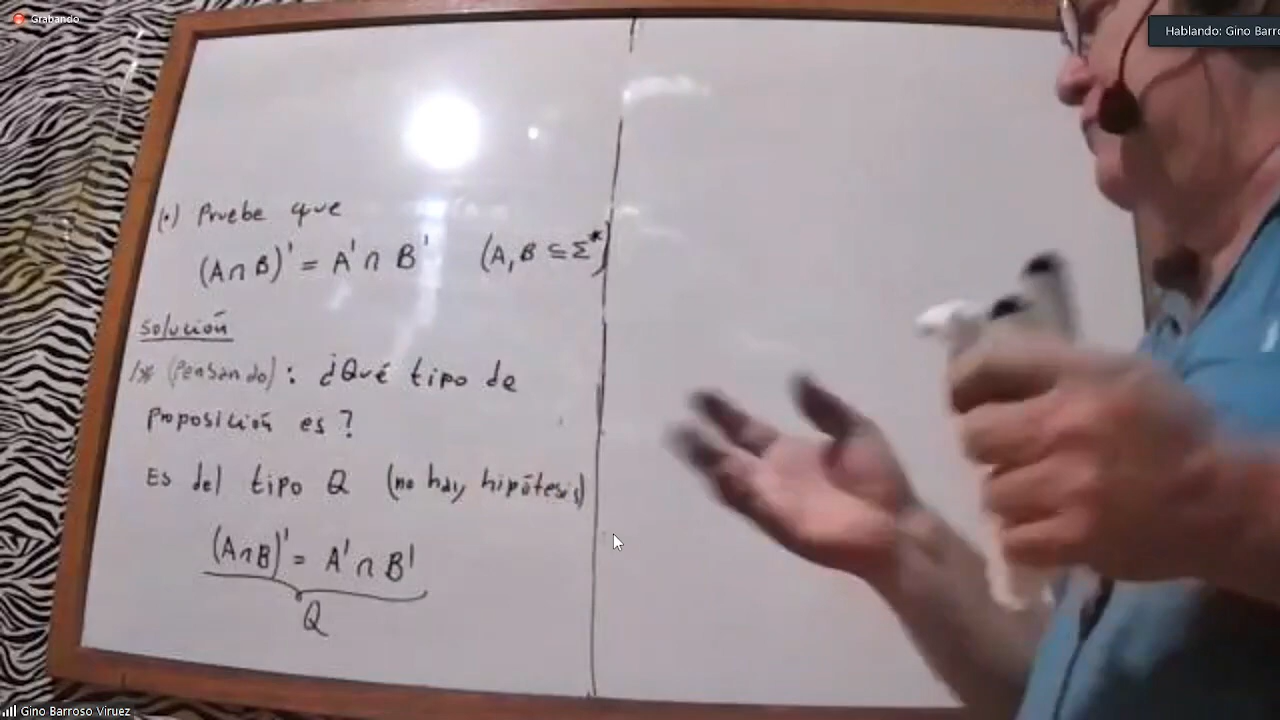 Grabando
Hablando: Gino Barro
(•) Pruebe que
(A∩B)' = A'∩ B' (A, B ⊆ Σ*)
Solución
/* (Pensando): ¿Qué tipo de
proposición es?
Es del tipo Q (no hay hipótesis)
(A∩B)' = A' ∩ B'
Q
Gino Barroso Viruez